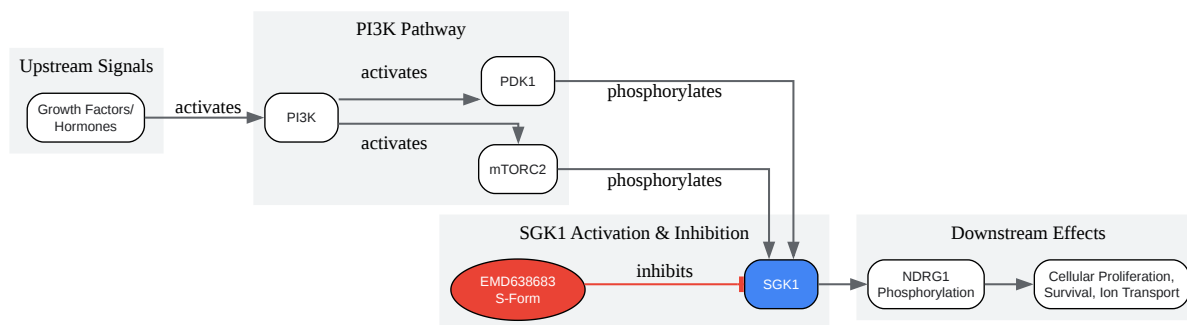 PI3K Pathway
Upstream Signals
activates
PDK1
phosphorylates
Growth Factors/
Hormones
activates
PI3K
activates
mTORC2
phosphorylates
SGK1 Activation & Inhibition
Downstream Effects
EMD638683
S-Form
inhibits
SGK1
NDRG1
Phosphorylation
Cellular Proliferation,
Survival, Ion Transport